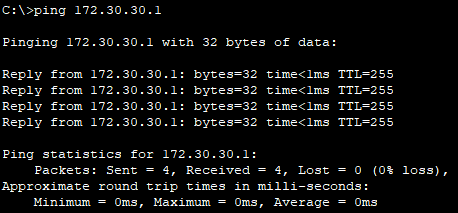 C:\>ping 172.30.30.1
Pinging 172.30.30.1 with 32 bytes of data:
Reply from 172.30.30.1: bytes=32 time<1ms TTL=255
Reply from 172.30.30.1: bytes=32 time<1ms TTL=255
Reply from 172.30.30.1: bytes=32 time<1ms TTL=255
Reply from 172.30.30.1: bytes=32 time<1ms TTL=255
Ping statistics for 172.30.30.1:
    Packets: Sent = 4, Received = 4, Lost = 0 (0% loss),
Approximate round trip times in milli-seconds:
    Minimum = 0ms, Maximum = 0ms, Average = 0ms